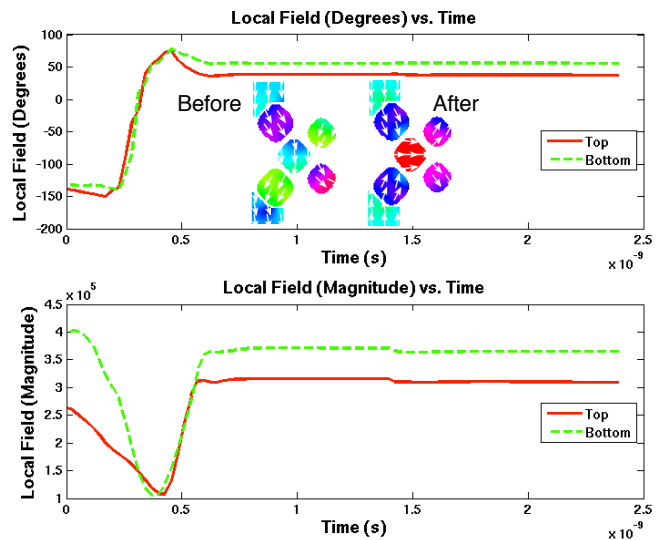 Local Field (Degrees) vs. Time
Local Field (Degrees)
100
50
0
-50
-100
-150
-200
Before
After
Top
Bottom
0
0.5
1
1.5
2
2.5
Time (s)
x 10^-9
Local Field (Magnitude) vs. Time
x 10^5
Local Field (Magnitude)
4.5
4
3.5
3
2.5
2
1.5
1
Top
Bottom
0
0.5
1
1.5
2
2.5
Time (s)
x 10^-9